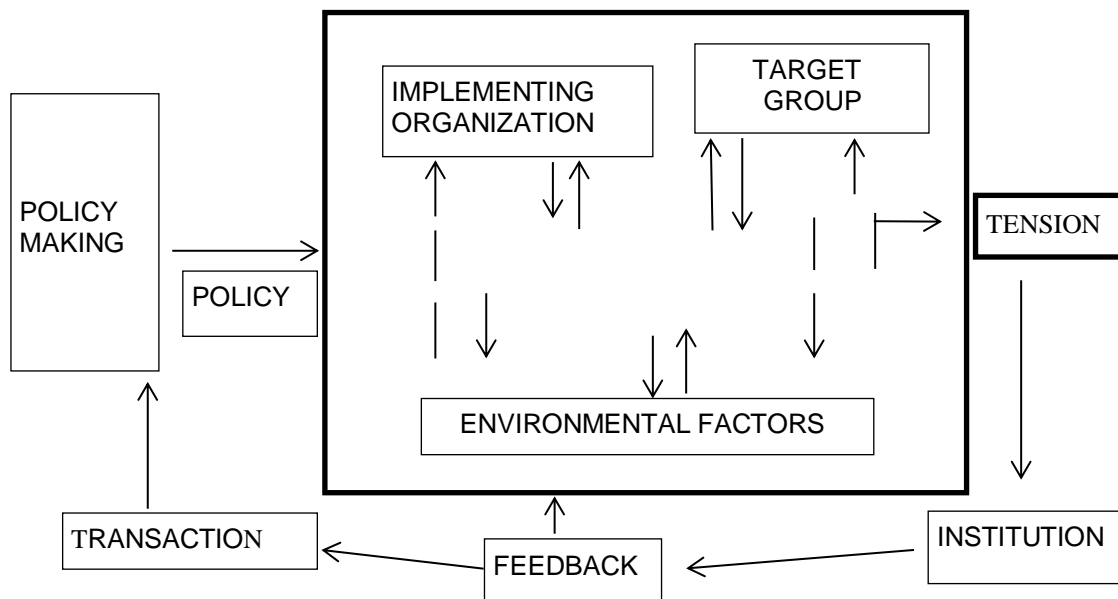 IMPLEMENTING
ORGANIZATION
TARGET
GROUP
POLICY
MAKING
POLICY
TENSION
ENVIRONMENTAL FACTORS
TRANSACTION
FEEDBACK
INSTITUTION